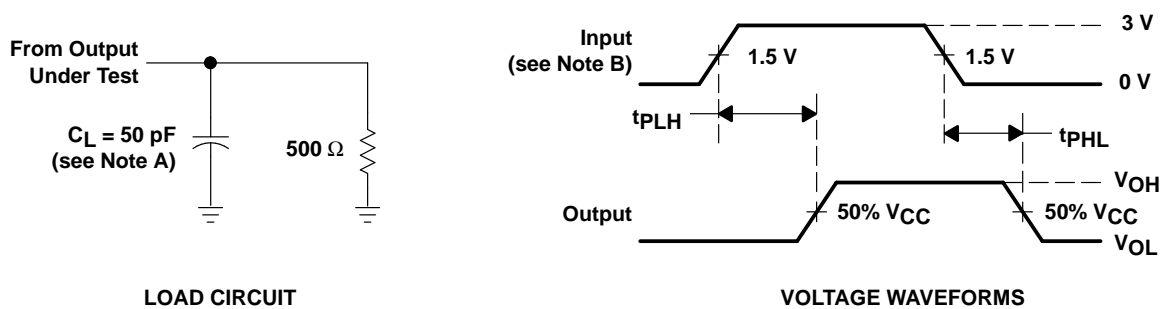 From Output
Under Test
CL = 50 pF
(see Note A)
500 Ω
LOAD CIRCUIT
Input
(see Note B)
1.5 V
1.5 V
3 V
0 V
tPLH
tPHL
Output
50% VCC
50% VCC
VOH
VOL
VOLTAGE WAVEFORMS